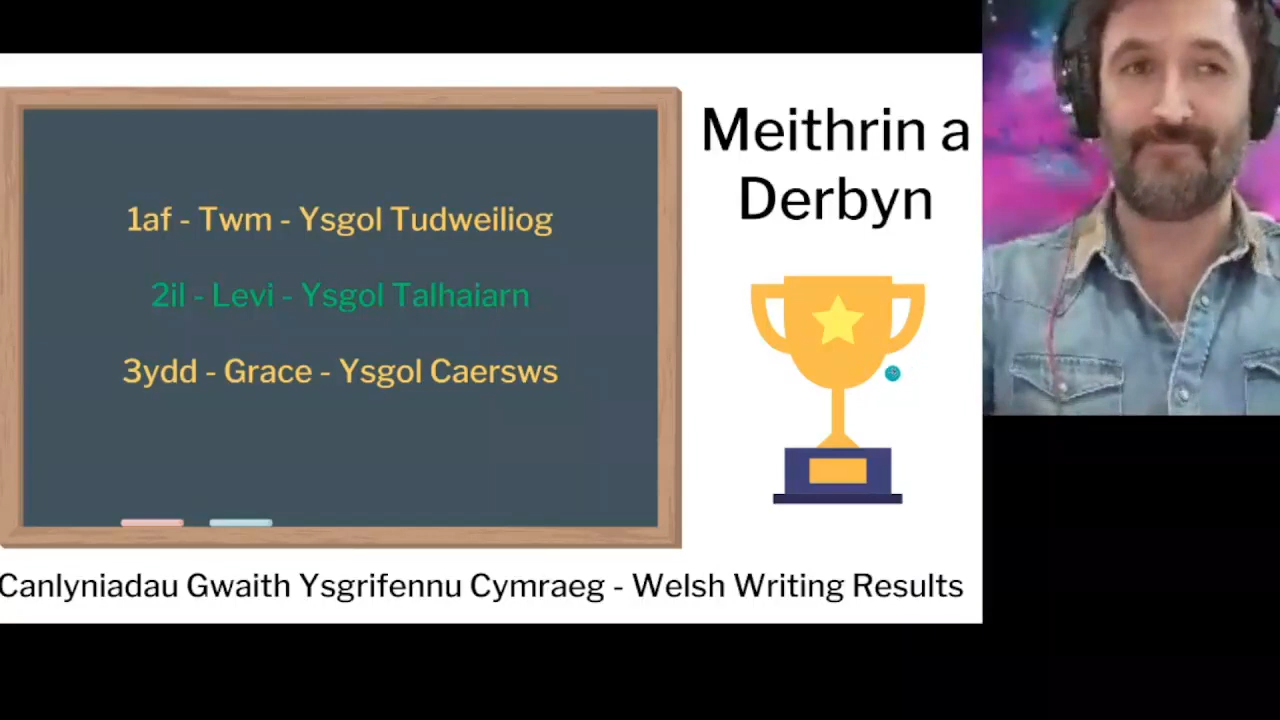 1af - Twm - Ysgol Tudweiliog
2il - Levi - Ysgol Talhaiarn
3ydd - Grace - Ysgol Caersws
Meithrin a
Derbyn
Canlyniadau Gwaith Ysgrifennu Cymraeg - Welsh Writing Results